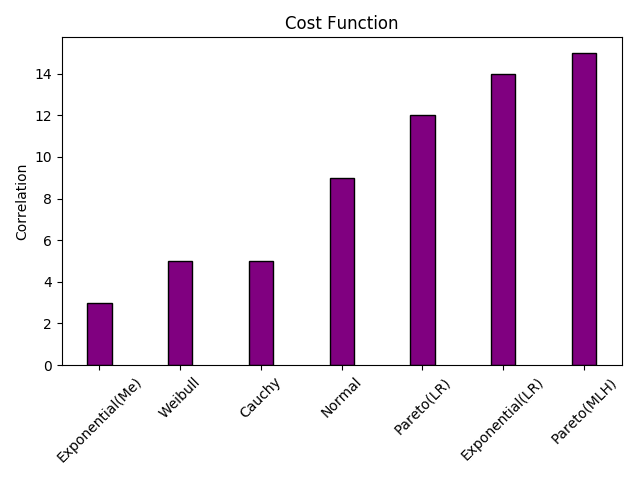 Cost Function
Correlation
14
12
10
8
6
4
2
0
Exponential(Me)
Weibull
Cauchy
Normal
Pareto(LR)
Exponential(LR)
Pareto(MLH)